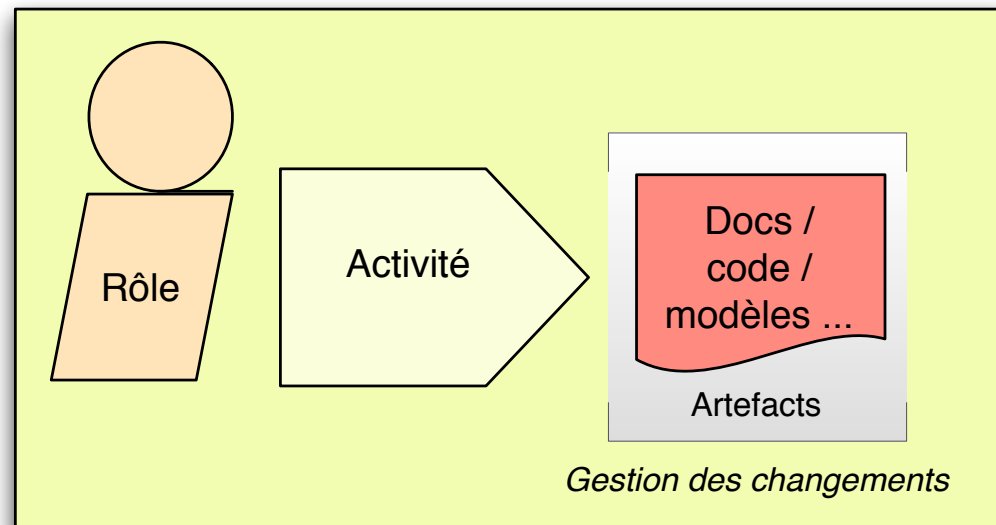 Rôle
Activité
Docs /
code /
modèles ...
Artefacts
Gestion des changements